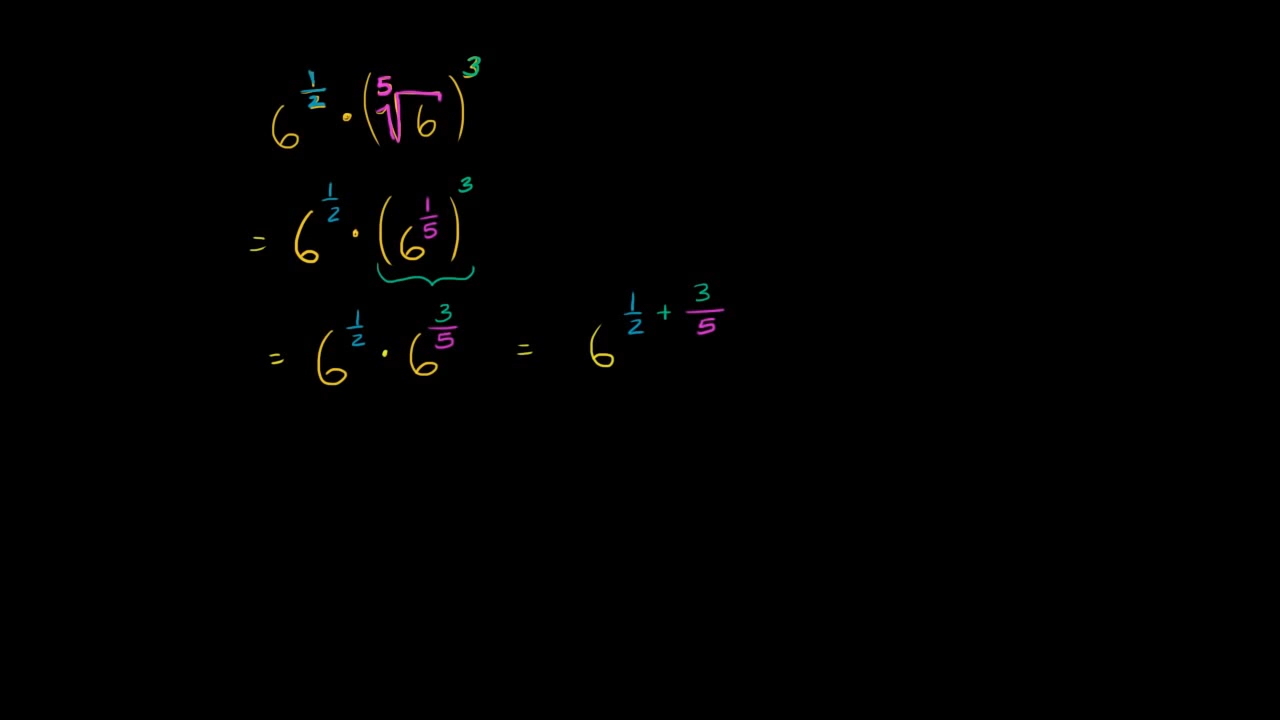 6^{1/2} · (⁵√6)^3
= 6^{1/2} · (6^{1/5})^3
= 6^{1/2} · 6^{3/5} = 6^{1/2 + 3/5}